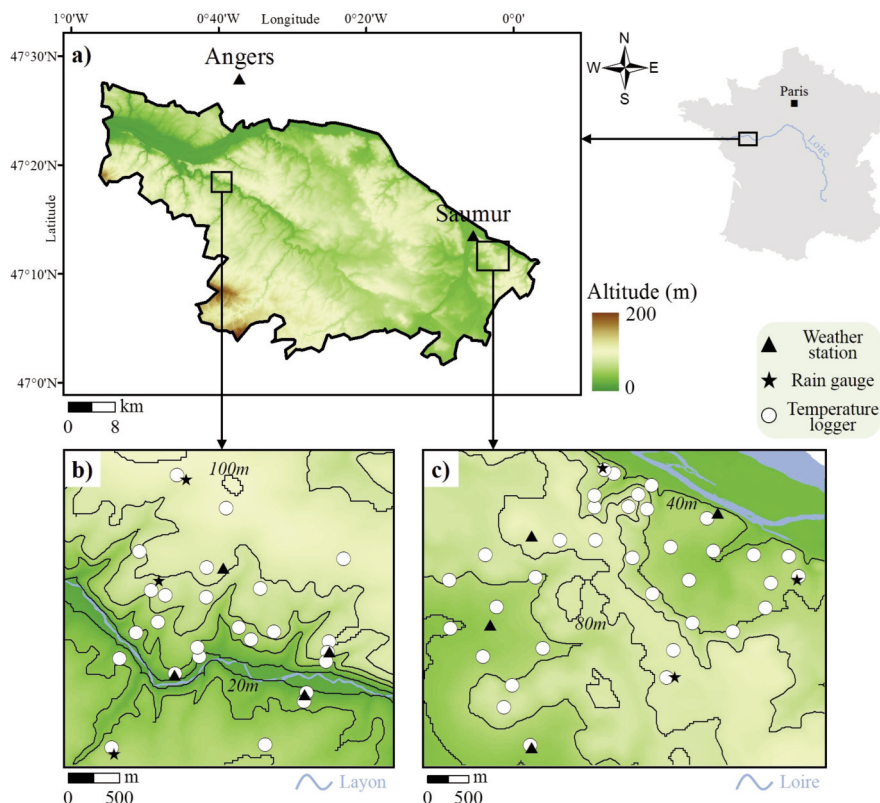 1°0'W 0°40'W Longitude 0°20'W 0°0'
47°30'N
47°20'N
47°10'N
47°0'N
Latitude
a)
Angers
Saumur
km
0 8
Altitude (m)
200
0
N
W E
S
Paris
Loire
Weather
station
Rain gauge
Temperature
logger
b)
100m
20m
m
0 500
Layon
c)
40m
80m
m
0 500
Loire